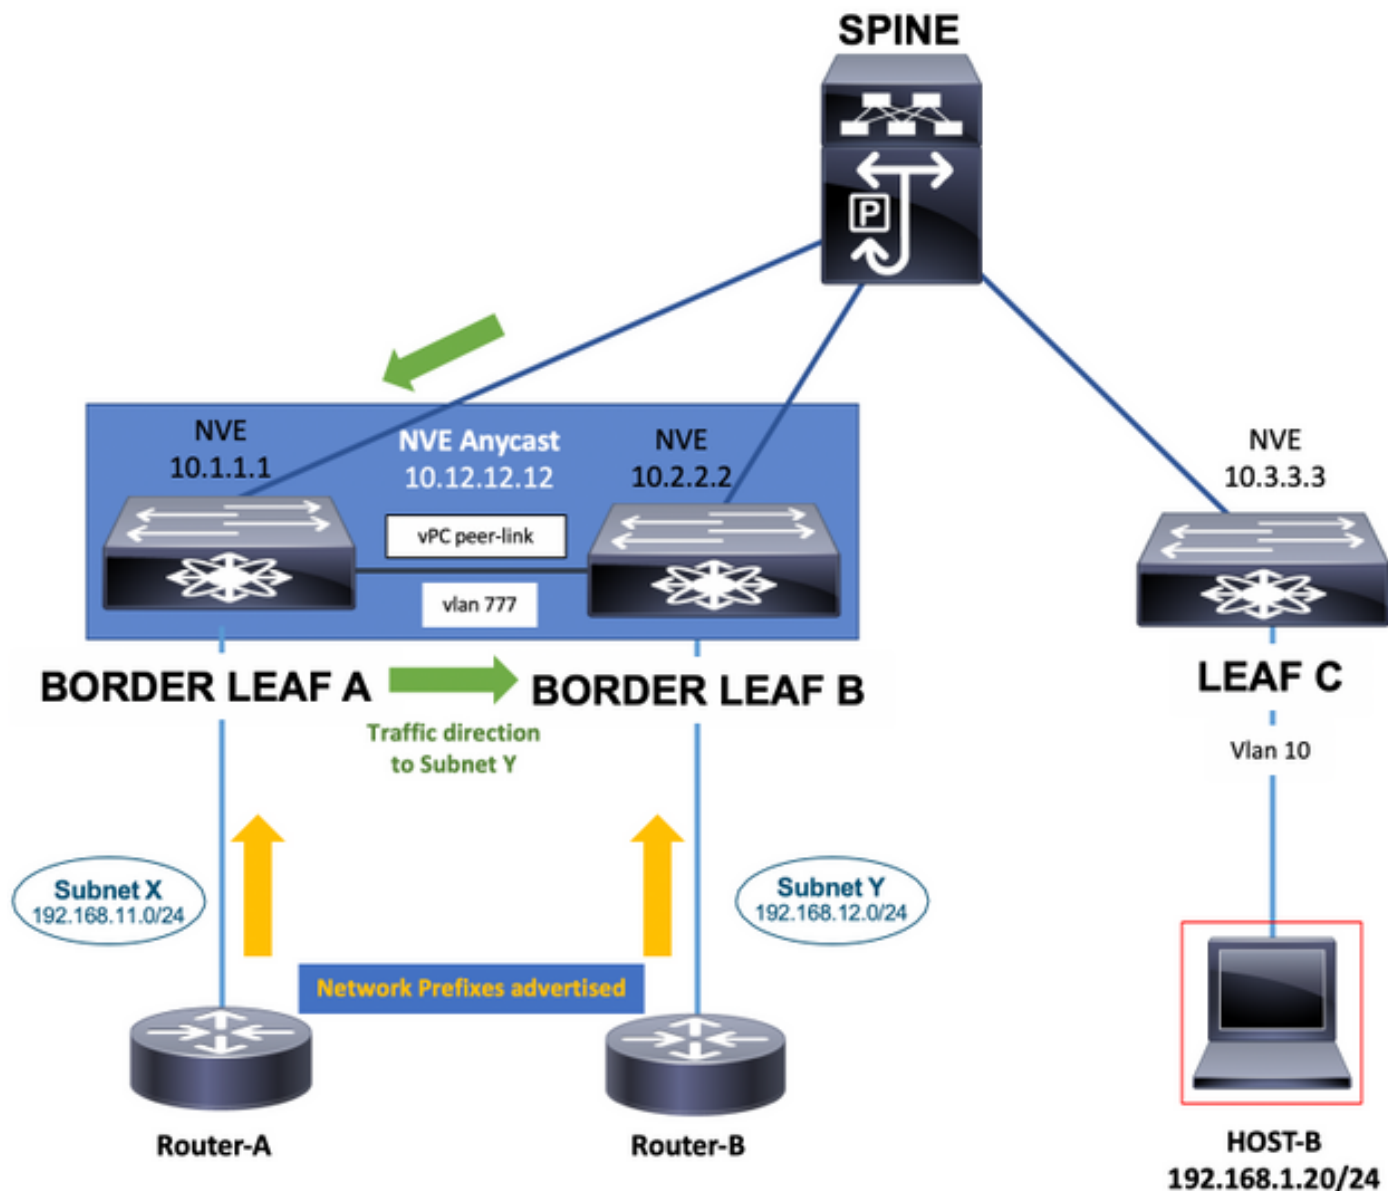 SPINE
P
NVE
10.1.1.1
NVE Anycast
10.12.12.12
NVE
10.2.2.2
NVE
10.3.3.3
vPC peer-link
vlan 777
BORDER LEAF A
BORDER LEAF B
LEAF C
Traffic direction
to Subnet Y
Vlan 10
Subnet X
192.168.11.0/24
Subnet Y
192.168.12.0/24
Network Prefixes advertised
Router-A
Router-B
HOST-B
192.168.1.20/24